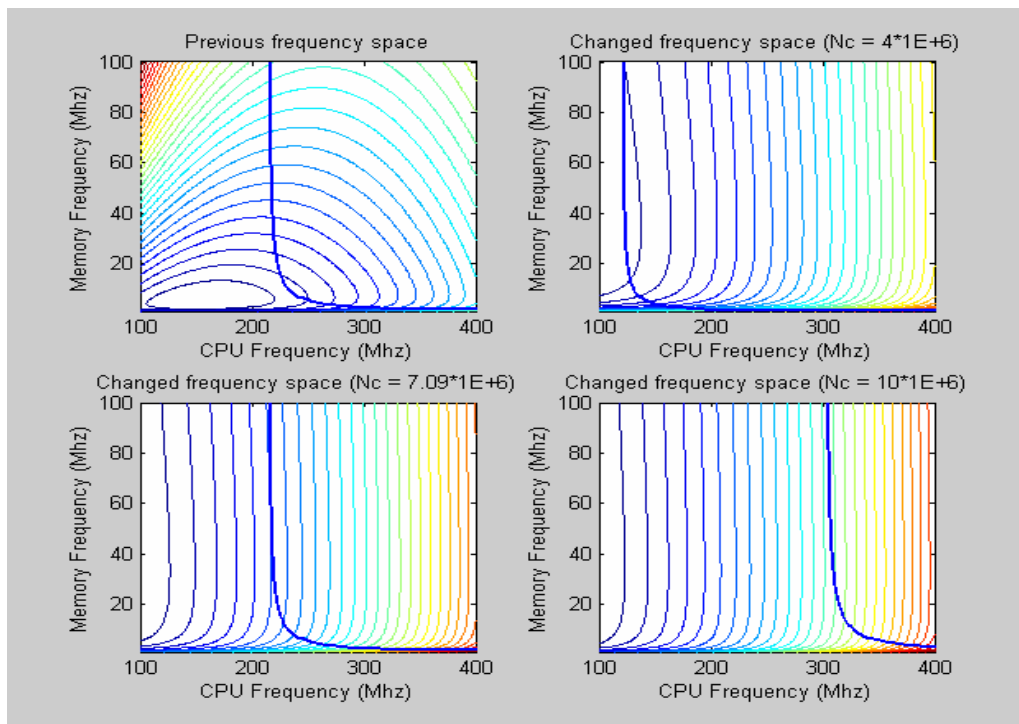 Previous frequency space
100
80
60
40
20
Memory Frequency (Mhz)
100 200 300 400
CPU Frequency (Mhz)
Changed frequency space (Nc = 4*1E+6)
100
80
60
40
20
Memory Frequency (Mhz)
100 200 300 400
CPU Frequency (Mhz)
Changed frequency space (Nc = 7.09*1E+6)
100
80
60
40
20
Memory Frequency (Mhz)
100 200 300 400
CPU Frequency (Mhz)
Changed frequency space (Nc = 10*1E+6)
100
80
60
40
20
Memory Frequency (Mhz)
100 200 300 400
CPU Frequency (Mhz)